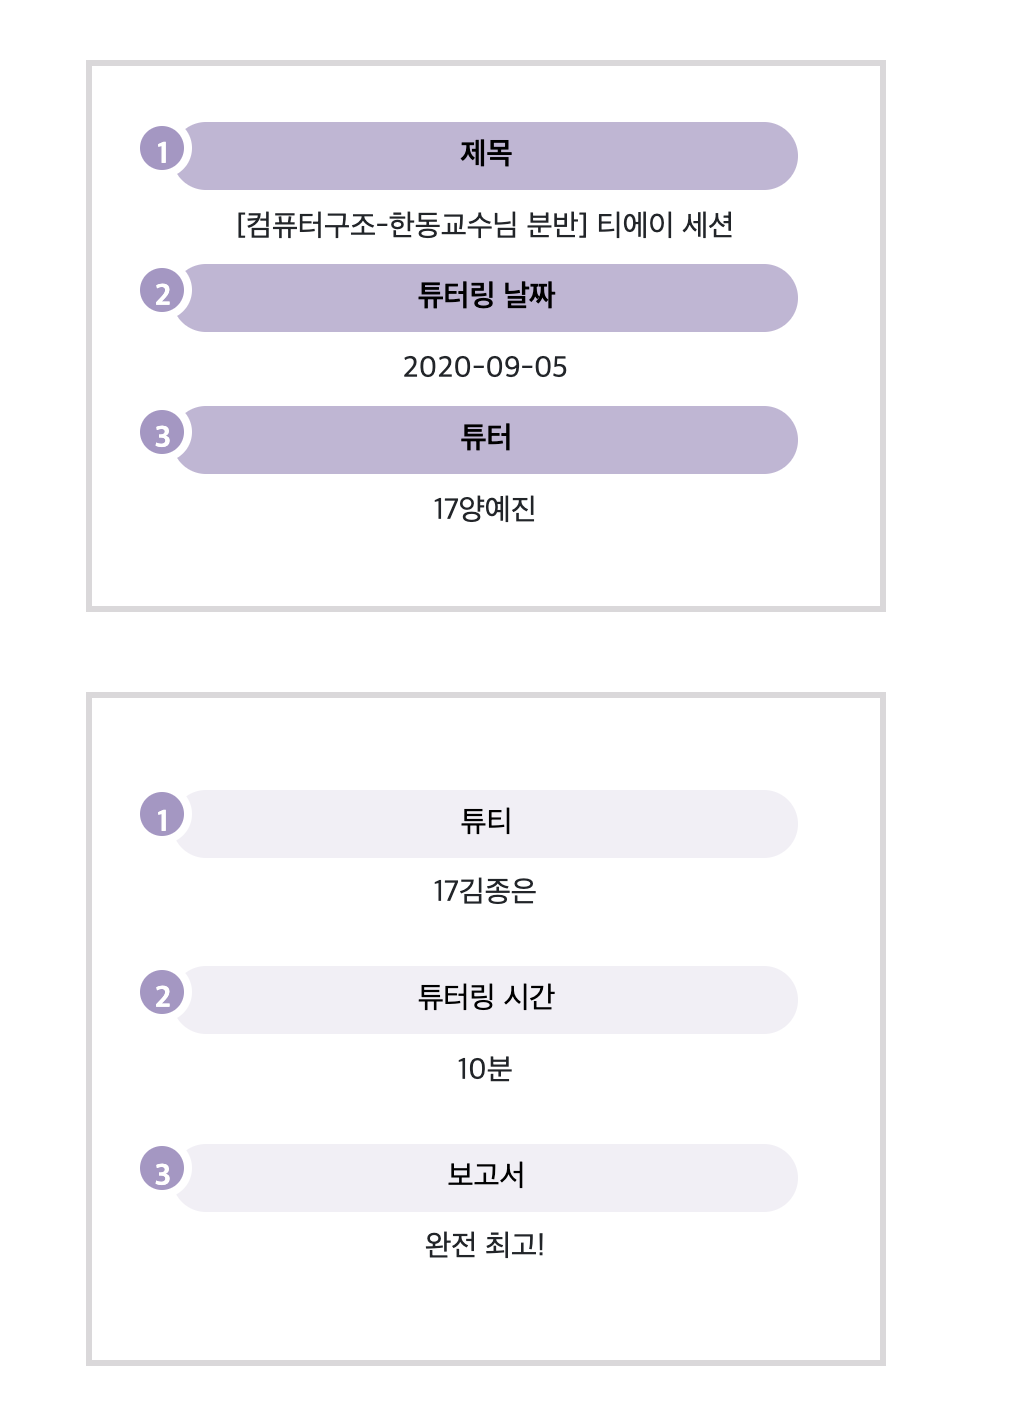 1 제목
[컴퓨터구조-한동교수님 분반] 티에이 세션
2 튜터링 날짜
2020-09-05
3 튜터
17양예진
1 튜티
17김종은
2 튜터링 시간
10분
3 보고서
완전 최고!